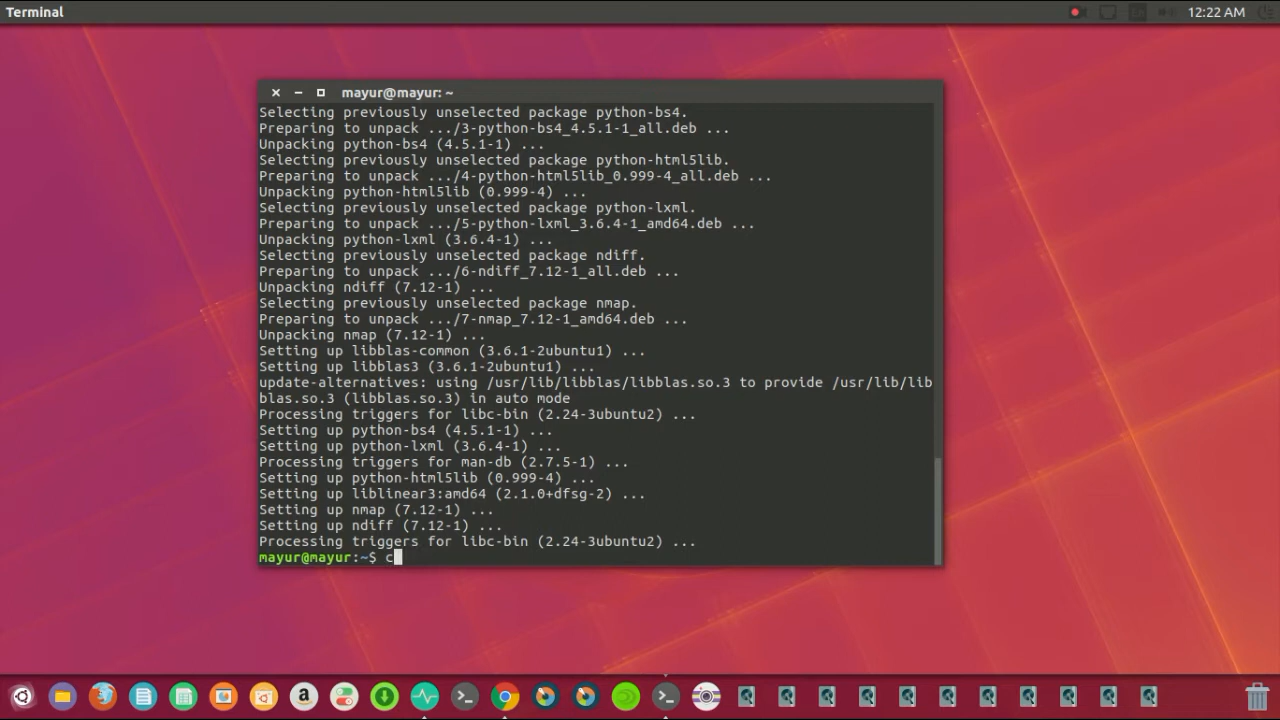 Terminal
12:22 AM
mayur@mayur: ~
Selecting previously unselected package python-bs4.
Preparing to unpack .../3-python-bs4_4.5.1-1_all.deb ...
Unpacking python-bs4 (4.5.1-1) ...
Selecting previously unselected package python-html5lib.
Preparing to unpack .../4-python-html5lib_0.999-4_all.deb ...
Unpacking python-html5lib (0.999-4) ...
Selecting previously unselected package python-lxml.
Preparing to unpack .../5-python-lxml_3.6.4-1_amd64.deb ...
Unpacking python-lxml (3.6.4-1) ...
Selecting previously unselected package ndiff.
Preparing to unpack .../6-ndiff_7.12-1_all.deb ...
Unpacking ndiff (7.12-1) ...
Selecting previously unselected package nmap.
Preparing to unpack .../7-nmap_7.12-1_amd64.deb ...
Unpacking nmap (7.12-1) ...
Setting up libblas-common (3.6.1-2ubuntu1) ...
Setting up libblas3 (3.6.1-2ubuntu1) ...
update-alternatives: using /usr/lib/libblas/libblas.so.3 to provide /usr/lib/lib
blas.so.3 (libblas.so.3) in auto mode
Processing triggers for libc-bin (2.24-3ubuntu2) ...
Setting up python-bs4 (4.5.1-1) ...
Setting up python-lxml (3.6.4-1) ...
Processing triggers for man-db (2.7.5-1) ...
Setting up python-html5lib (0.999-4) ...
Setting up liblinear3:amd64 (2.1.0+dfsg-2) ...
Setting up nmap (7.12-1) ...
Setting up ndiff (7.12-1) ...
Processing triggers for libc-bin (2.24-3ubuntu2) ...
mayur@mayur:~$ c